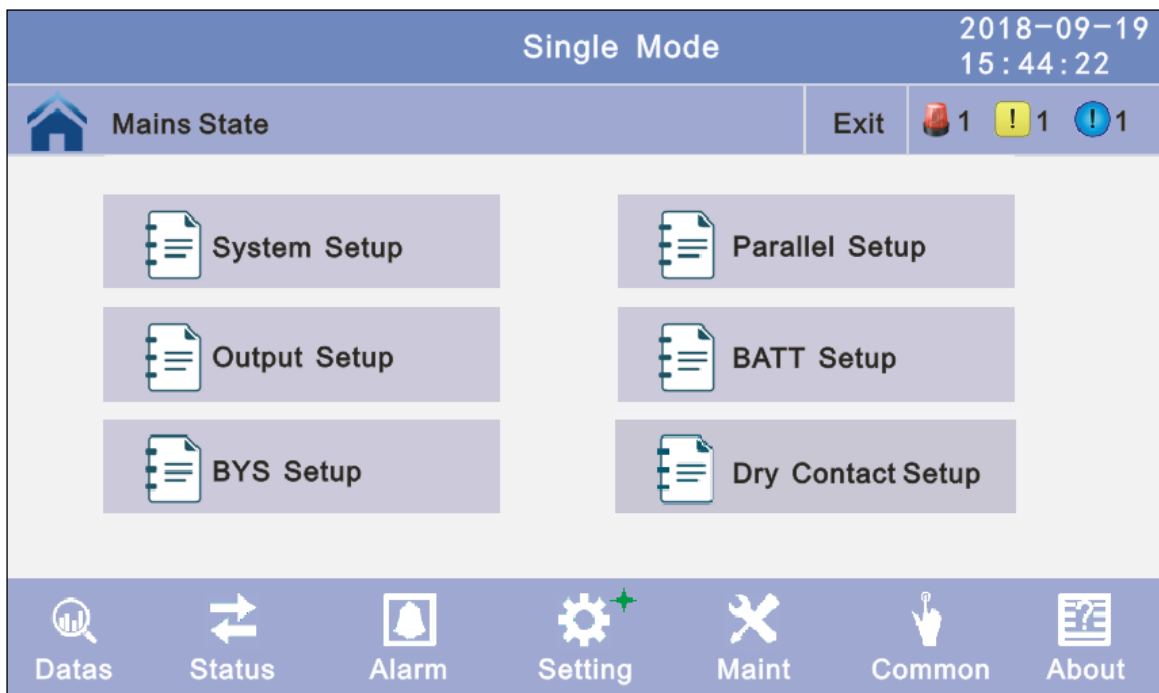 Single Mode
2018-09-19
15:44:22
Mains State
Exit
1
! 1
! 1
System Setup
Parallel Setup
Output Setup
BATT Setup
BYS Setup
Dry Contact Setup
?
Datas
Status
Alarm
Setting
Maint
Common
About